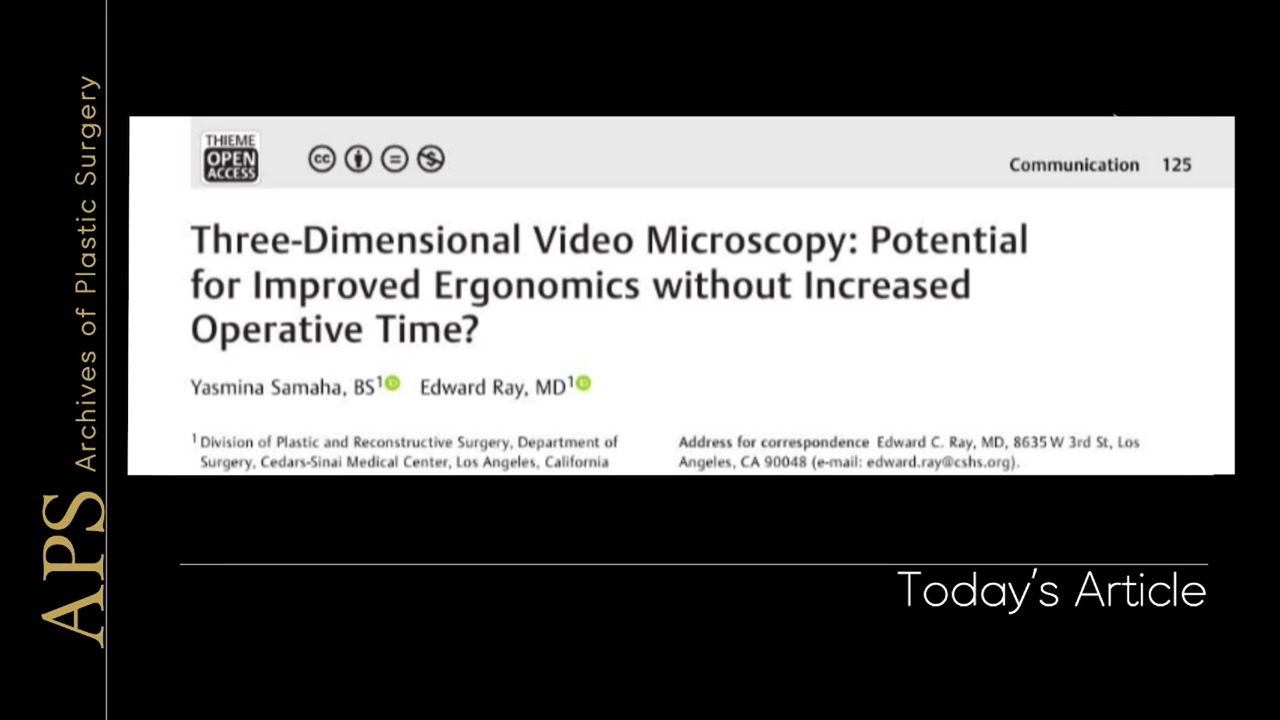 APS Archives of Plastic Surgery
THIEME
OPEN
ACCESS
cc
Communication 125
Three-Dimensional Video Microscopy: Potential
for Improved Ergonomics without Increased
Operative Time?
Yasmina Samaha, BS1 Edward Ray, MD1
1 Division of Plastic and Reconstructive Surgery, Department of
Surgery, Cedars-Sinai Medical Center, Los Angeles, California
Address for correspondence Edward C. Ray, MD, 8635 W 3rd St, Los
Angeles, CA 90048 (e-mail: edward.ray@cshs.org).
Today's Article